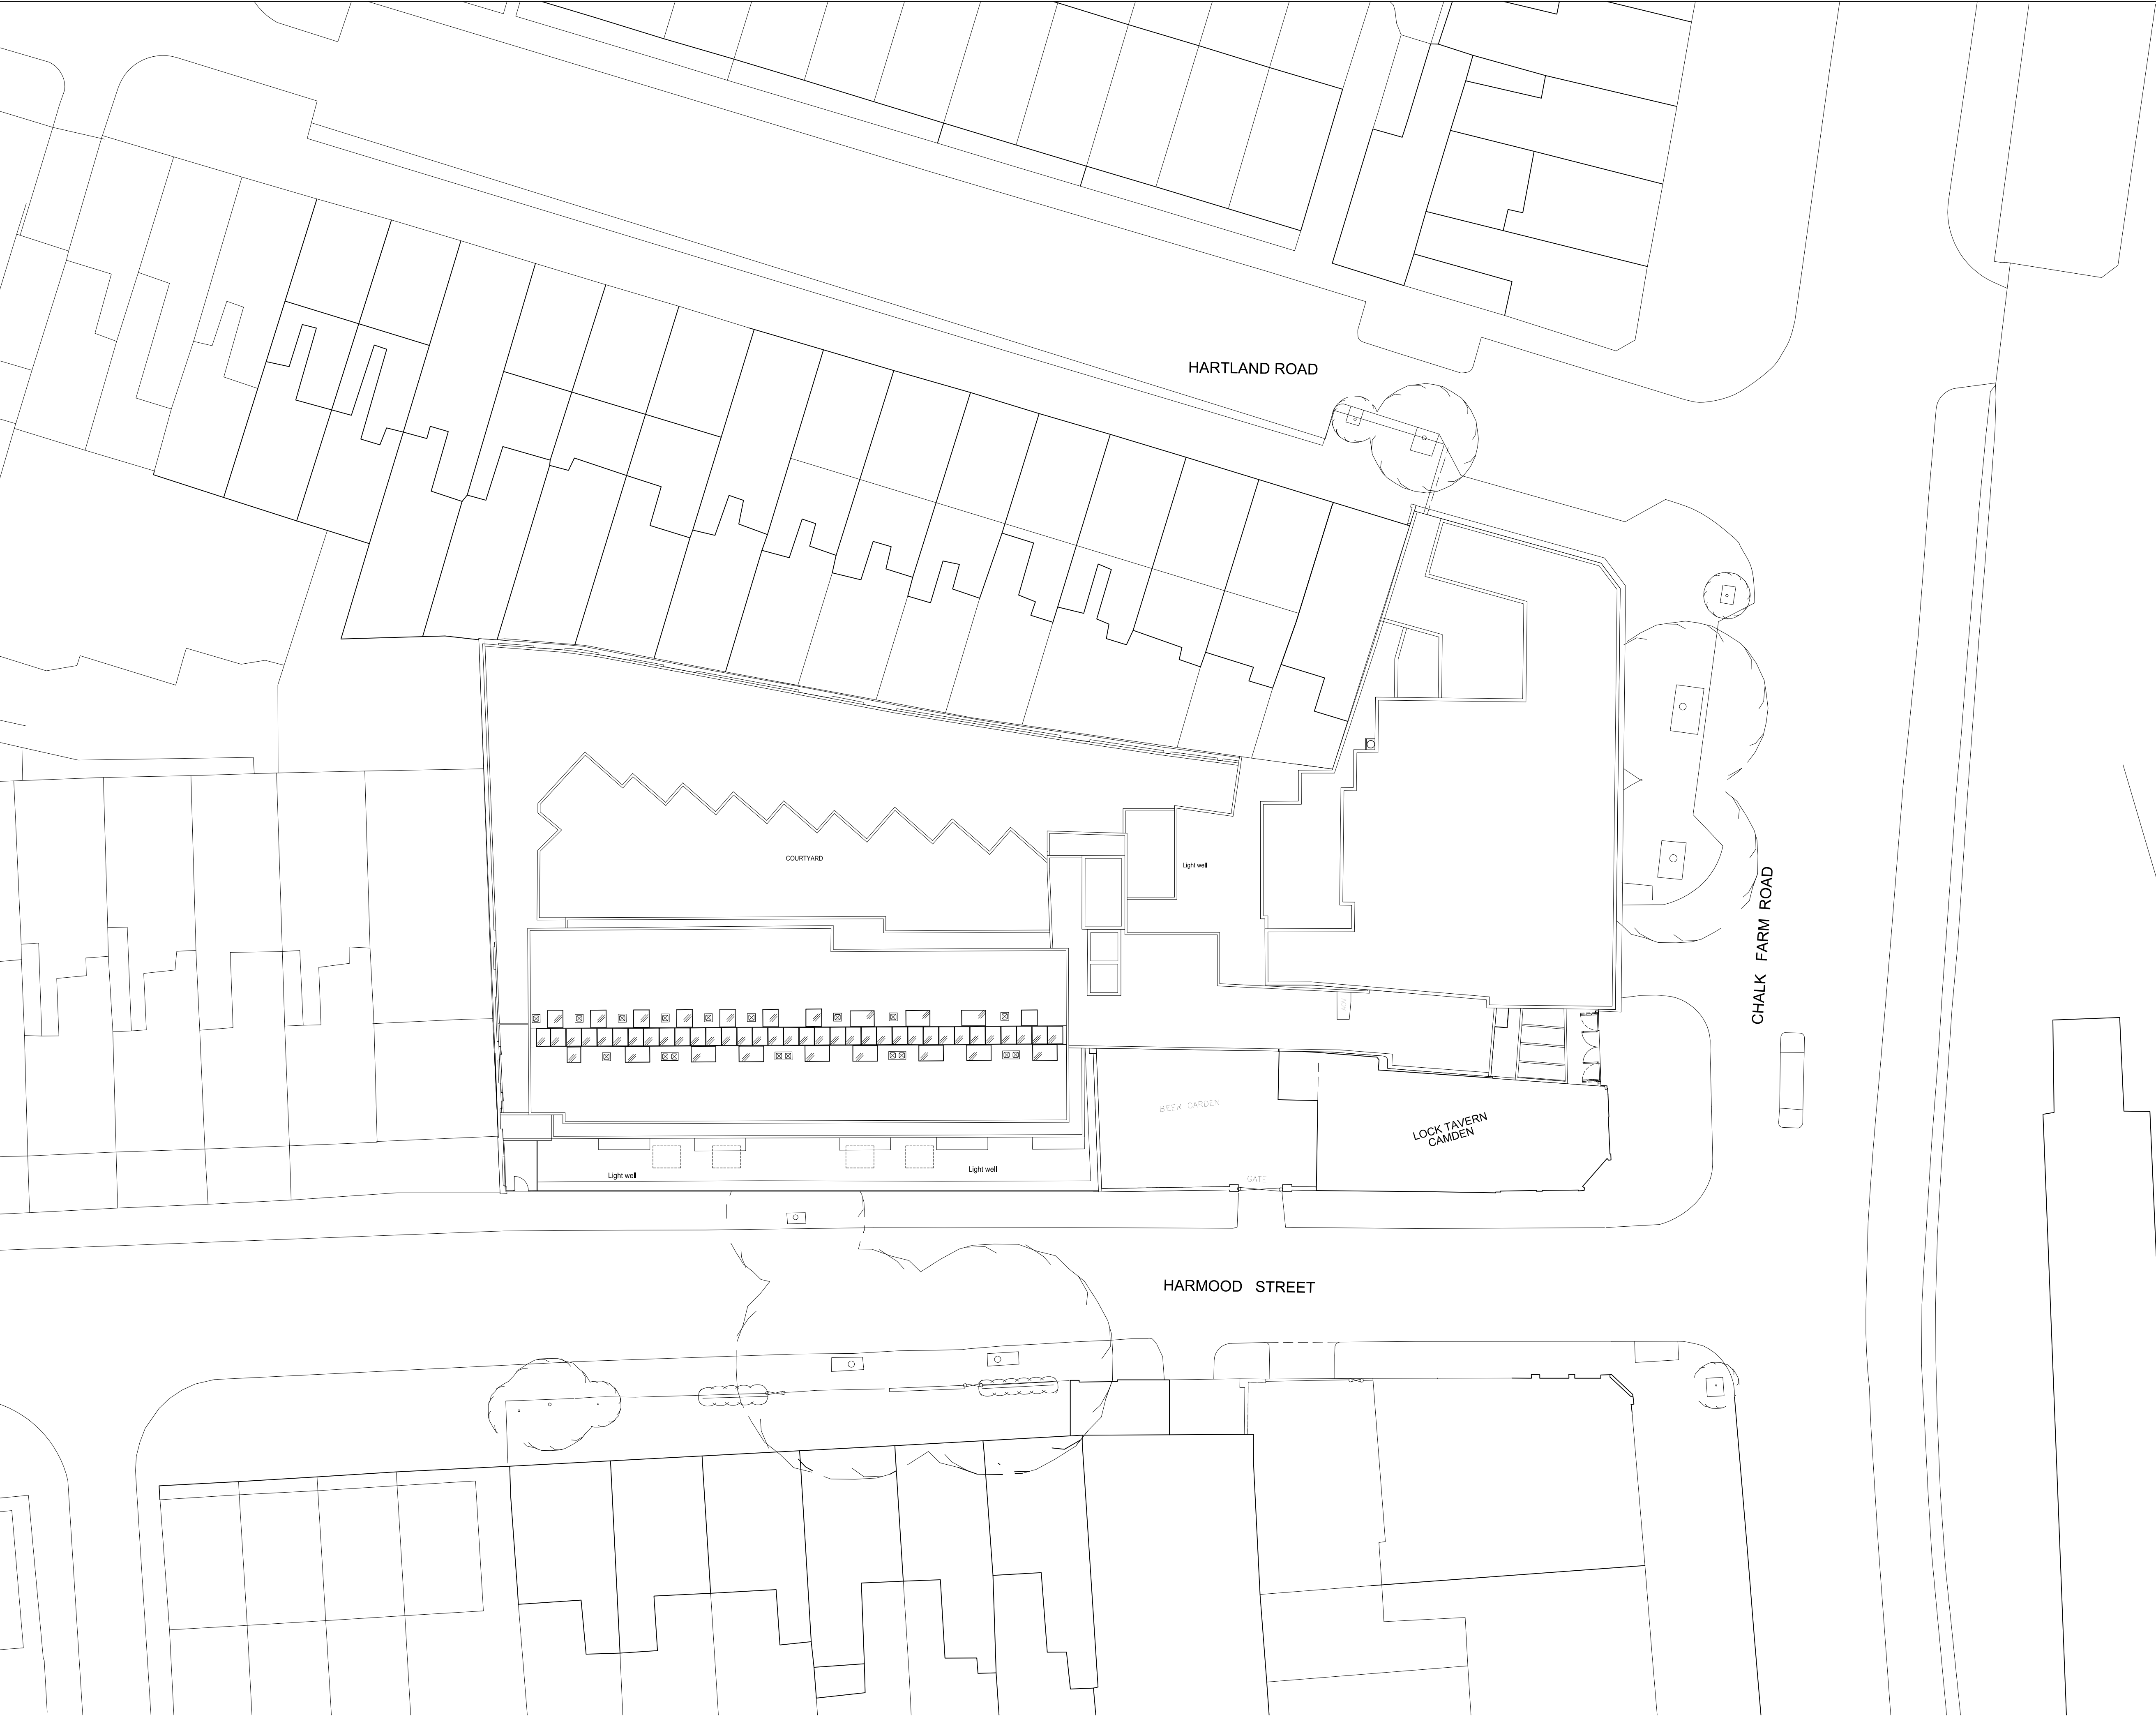 HARTLAND ROAD
COURTYARD
Light well
CHALK FARM ROAD
BEER GARDEN
LOCK TAVERN
CAMDEN
Light well
Light well
GATE
HARMOOD STREET